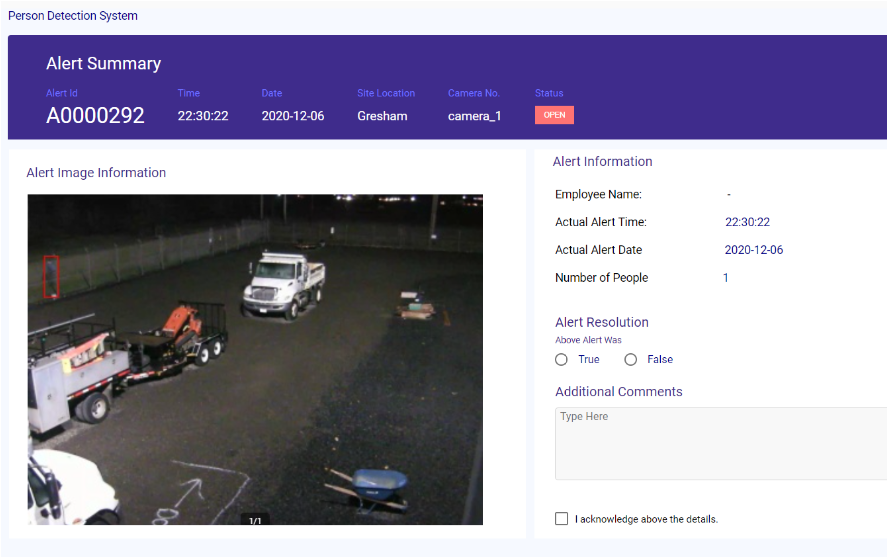 Person Detection System
Alert Summary
Alert Id Time Date Site Location Camera No. Status
A0000292 22:30:22 2020-12-06 Gresham camera_1 OPEN
Alert Image Information
1/1
Alert Information
Employee Name: -
Actual Alert Time: 22:30:22
Actual Alert Date 2020-12-06
Number of People 1
Alert Resolution
Above Alert Was
True False
Additional Comments
Type Here
I acknowledge above the details.